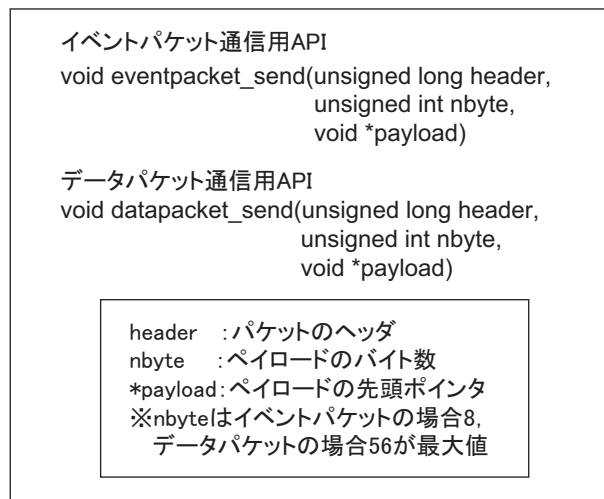 イベントパケット通信用API
void eventpacket_send(unsigned long header,
unsigned int nbyte,
void *payload)
データパケット通信用API
void datapacket_send(unsigned long header,
unsigned int nbyte,
void *payload)
header :パケットのヘッダ
nbyte :ペイロードのバイト数
*payload:ペイロードの先頭ポインタ
※nbyteはイベントパケットの場合8,
データパケットの場合56が最大値